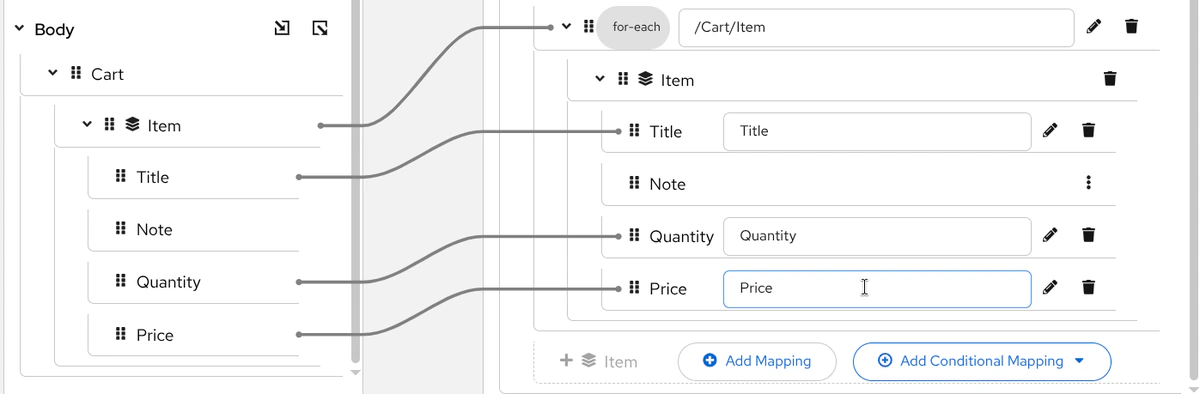 Body
Cart
Item
Title
Note
Quantity
Price
for-each /Cart/Item
Item
Title Title
Note
Quantity Quantity
Price Price
Item Add Mapping Add Conditional Mapping